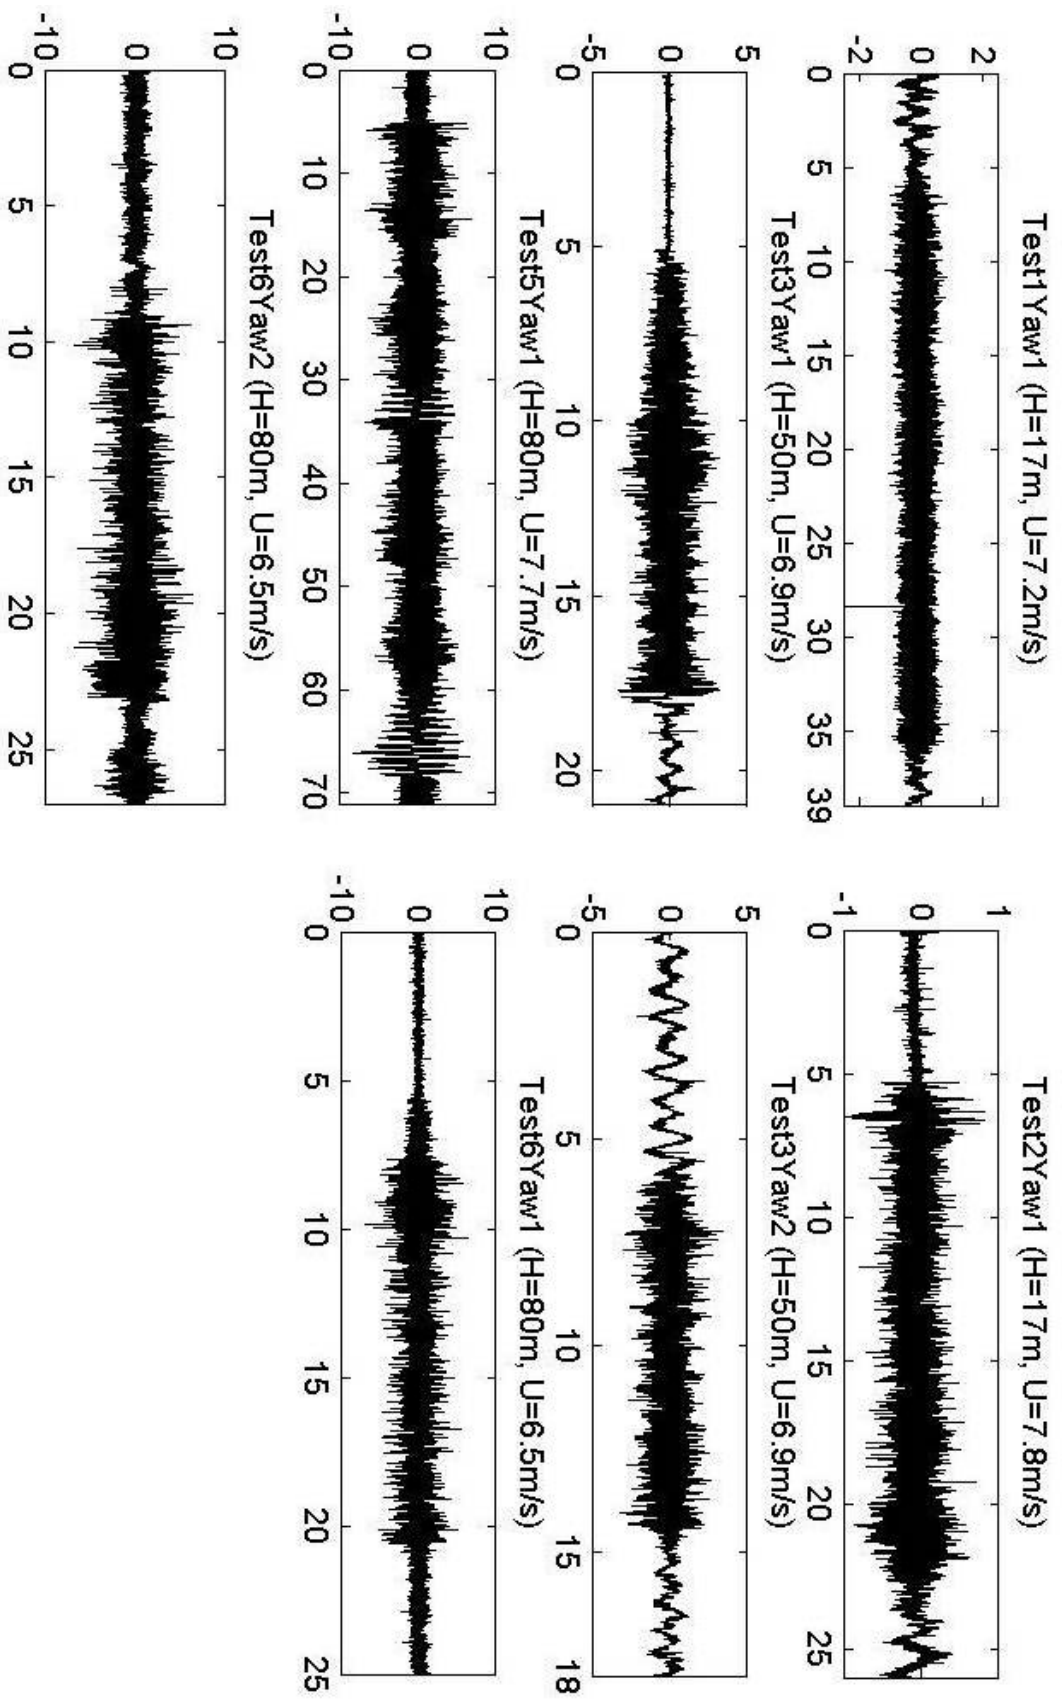 Test1Yaw1 (H=17m, U=7.2m/s)
2
0
-2
0 5 10 15 20 25 30 35 39
Test2Yaw1 (H=17m, U=7.8m/s)
1
0
-1
0 5 10 15 20 25
Test3Yaw1 (H=50m, U=6.9m/s)
5
0
-5
0 5 10 15 20
Test3Yaw2 (H=50m, U=6.9m/s)
5
0
-5
0 5 10 15 18
Test5Yaw1 (H=80m, U=7.7m/s)
10
0
-10
0 10 20 30 40 50 60 70
Test6Yaw1 (H=80m, U=6.5m/s)
10
0
-10
0 5 10 15 20 25
Test6Yaw2 (H=80m, U=6.5m/s)
10
0
-10
0 5 10 15 20 25